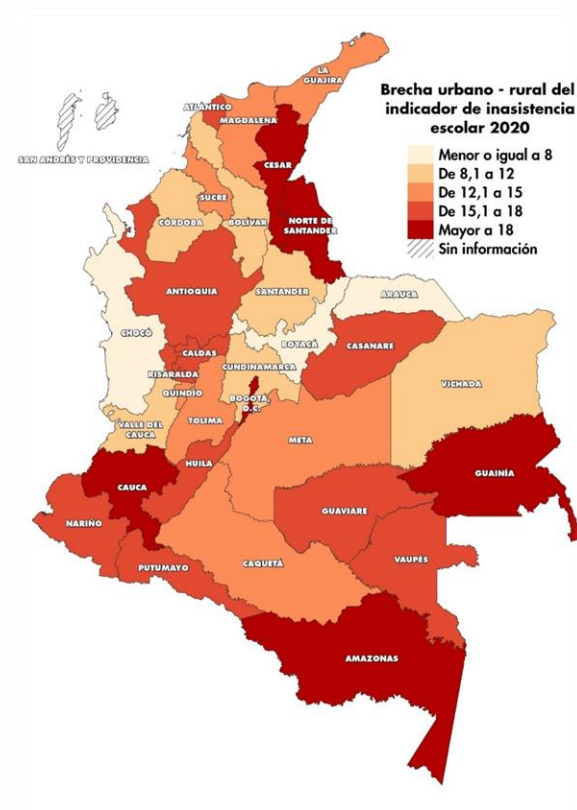 Brecha urbano - rural del
indicador de inasistencia
escolar 2020
Menor o igual a 8
De 8,1 a 12
De 12,1 a 15
De 15,1 a 18
Mayor a 18
Sin información
LA
GUAJIRA
ATLÁNTICO
MAGDALENA
SAN ANDRÉS Y PROVIDENCIA
CESAR
SUCRE
CÓRDOBA
BOLÍVAR
NORTE DE
SANTANDER
ANTIOQUIA
SANTANDER
ARAUCA
CHOCÓ
BOYACÁ
CASANARE
CALDAS
RISARALDA
CUNDINAMARCA
VICHADA
QUINDÍO
BOGOTÁ,
D.C.
TOLIMA
VALLE DEL
CAUCA
META
HUILA
GUAINÍA
CAUCA
NARIÑO
GUAVIARE
PUTUMAYO
CAQUETÁ
VAUPÉS
AMAZONAS